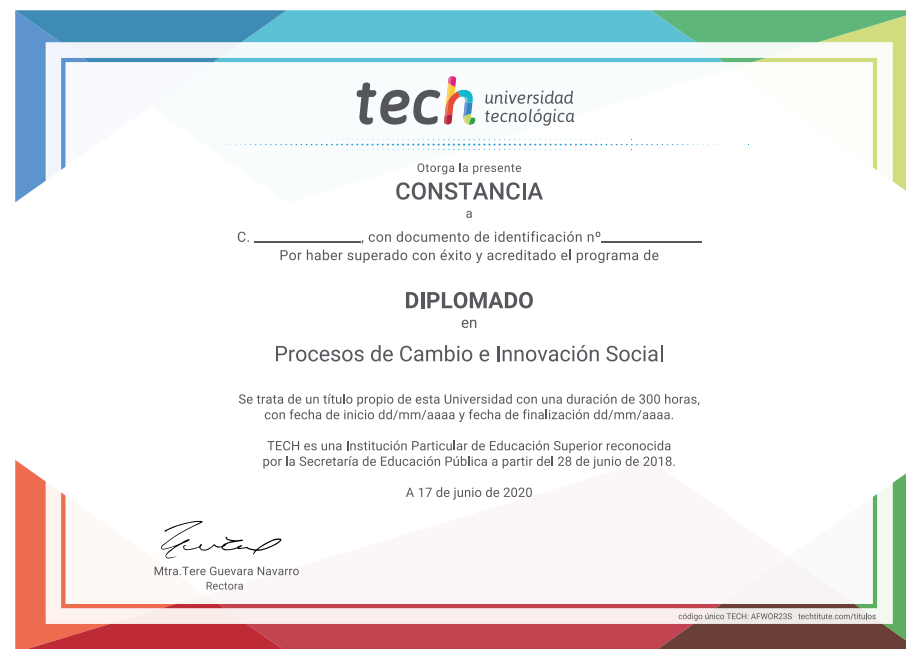 tech universidad
tecnológica
Otorga la presente
CONSTANCIA
a
C. ____________, con documento de identificación nº____________
Por haber superado con éxito y acreditado el programa de
DIPLOMADO
en
Procesos de Cambio e Innovación Social
Se trata de un título propio de esta Universidad con una duración de 300 horas,
con fecha de inicio dd/mm/aaaa y fecha de finalización dd/mm/aaaa.
TECH es una Institución Particular de Educación Superior reconocida
por la Secretaría de Educación Pública a partir del 28 de junio de 2018.
A 17 de junio de 2020
Mtra.Tere Guevara Navarro
Rectora
código único TECH: AFWOR23S techtitute.com/titulos